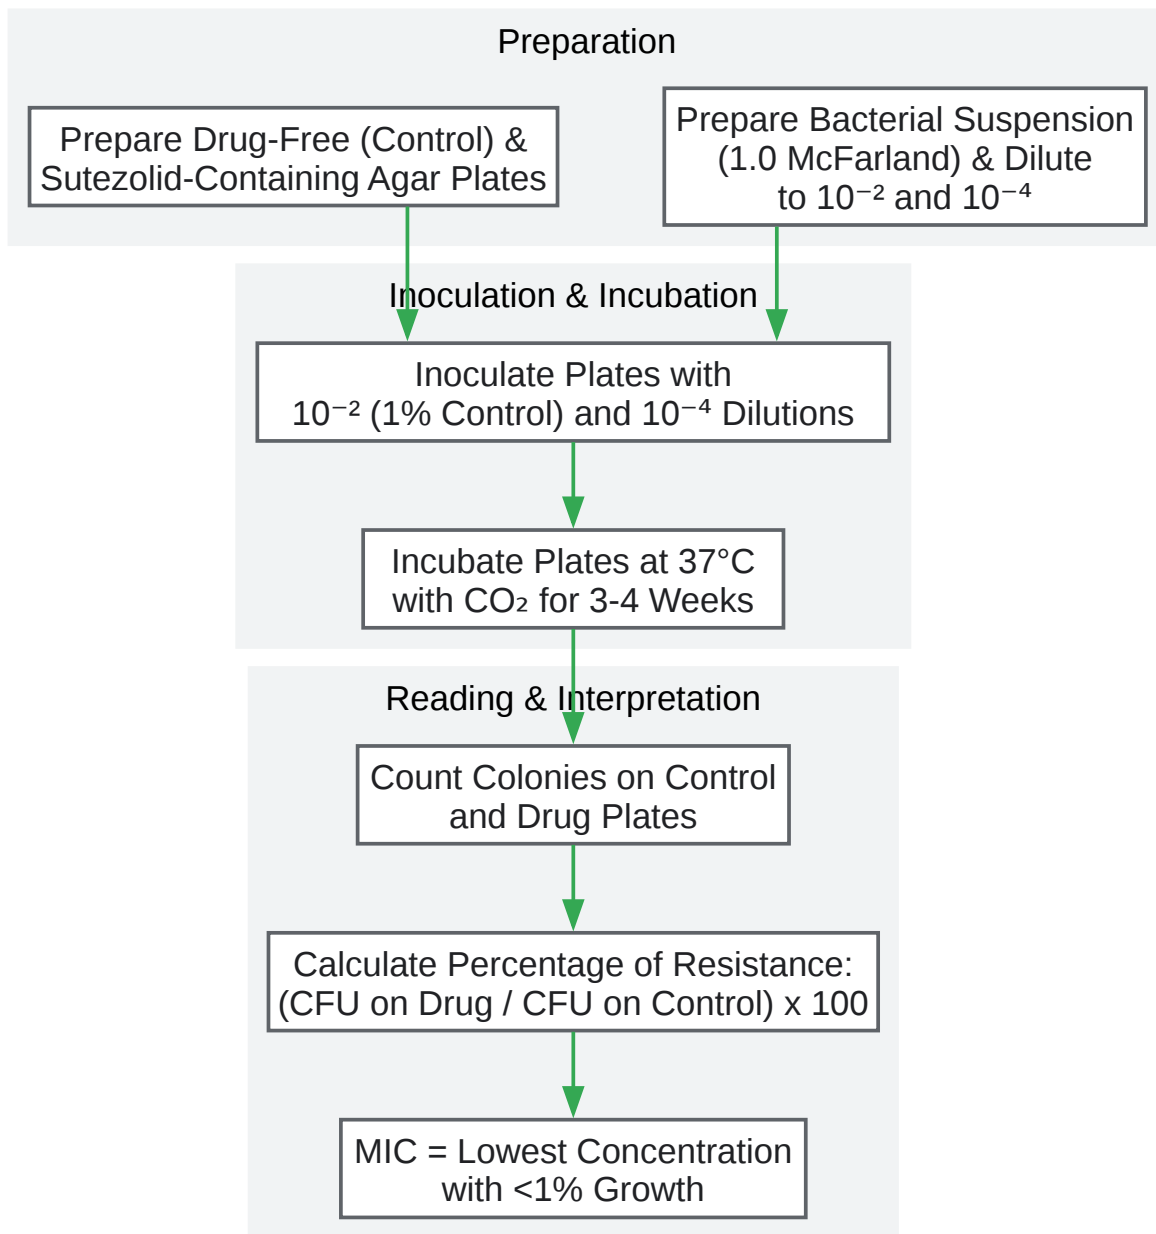 Preparation
Prepare Drug-Free (Control) &
Sutezolid-Containing Agar Plates
Prepare Bacterial Suspension
(1.0 McFarland) & Dilute
to 10⁻² and 10⁻⁴
Inoculation & Incubation
Inoculate Plates with
10⁻² (1% Control) and 10⁻⁴ Dilutions
Incubate Plates at 37°C
with CO₂ for 3-4 Weeks
Reading & Interpretation
Count Colonies on Control
and Drug Plates
Calculate Percentage of Resistance:
(CFU on Drug / CFU on Control) x 100
MIC = Lowest Concentration
with <1% Growth